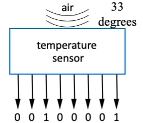 air
33
degrees
temperature
sensor
0 0 1 0 0 0 0 1